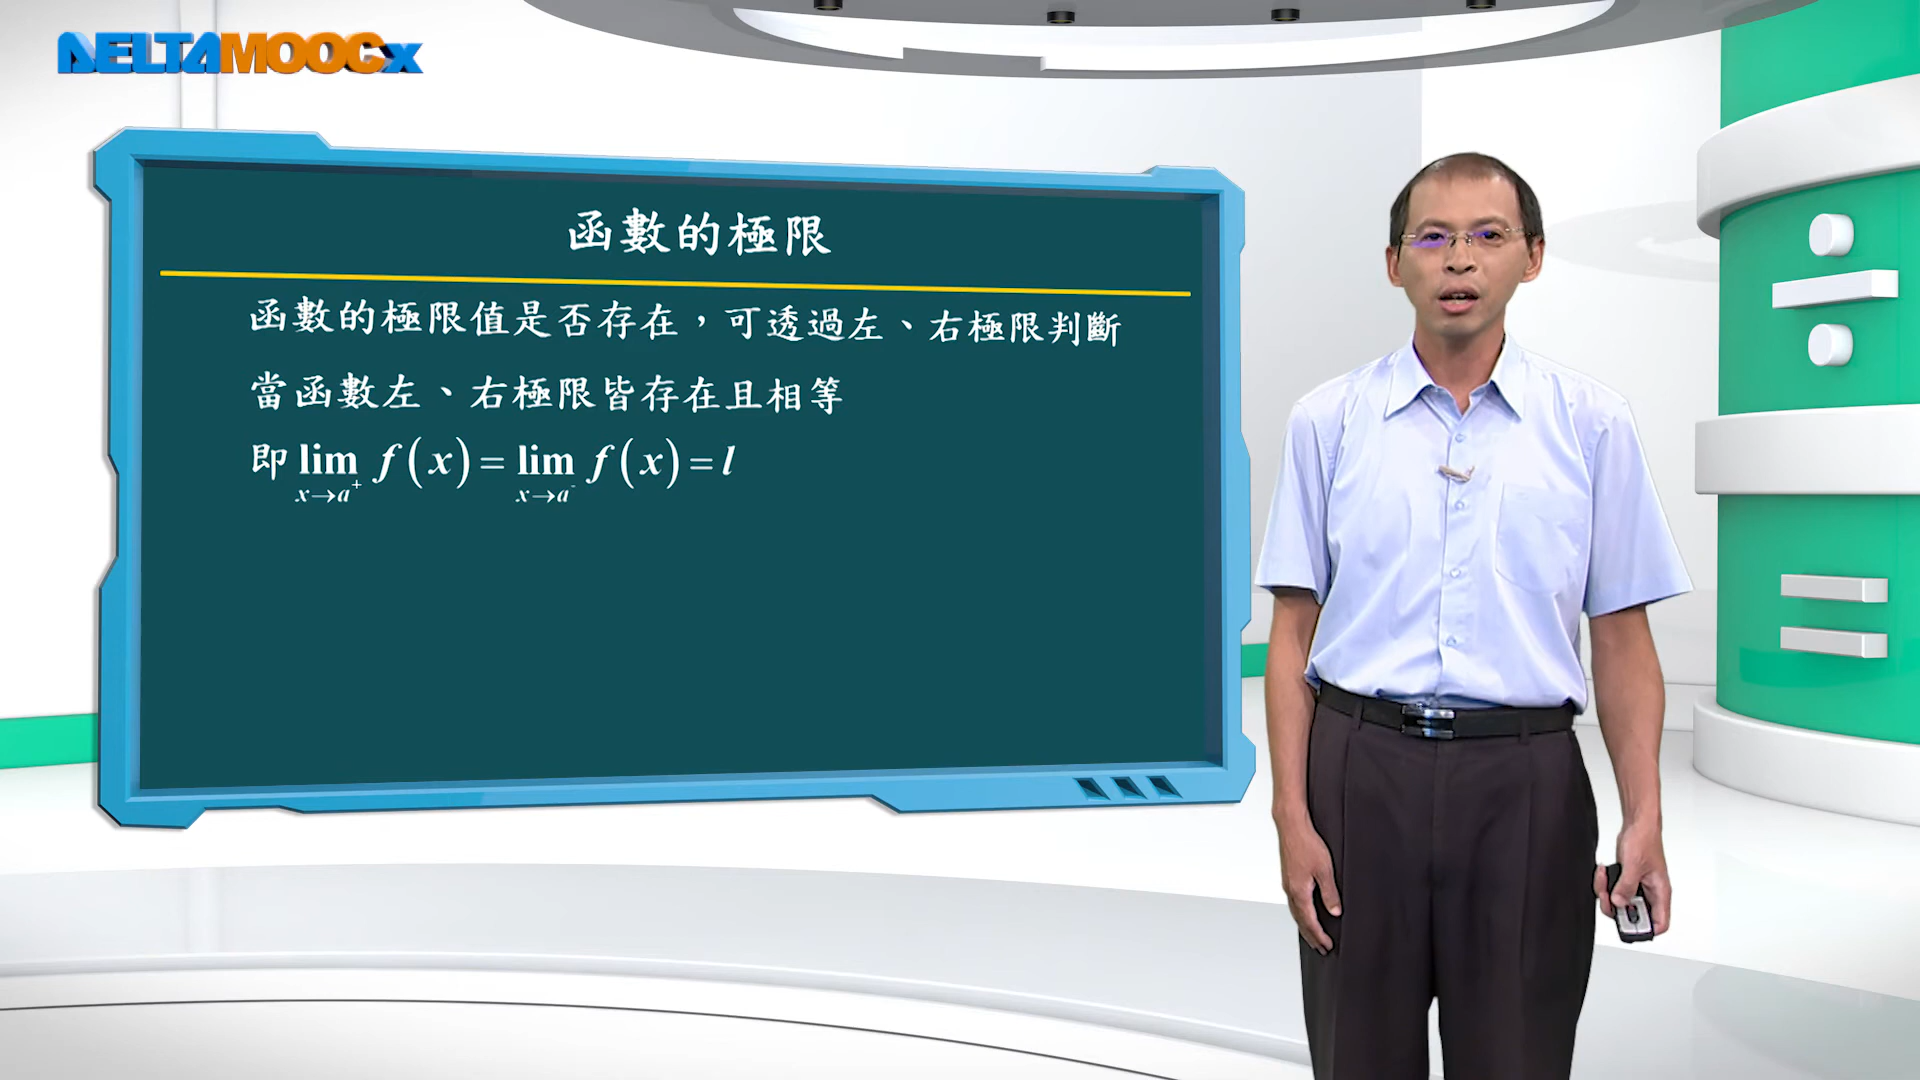 DELTAMOOCx
函數的極限
函數的極限值是否存在，可透過左、右極限判斷
當函數左、右極限皆存在且相等
即 lim f(x) = lim f(x) = l
x→a⁺ x→a⁻